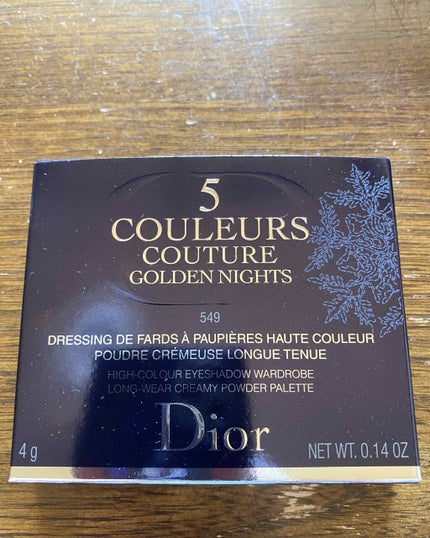 5
COULEURS
COUTURE
GOLDEN NIGHTS
549
DRESSING DE FARDS À PAUPIÈRES HAUTE COULEUR
POUDRE CRÉMEUSE LONGUE TENUE
HIGH-COLOUR EYESHADOW WARDROBE
LONG-WEAR CREAMY POWDER PALETTE
Dior
4 g NET WT. 0.14 OZ